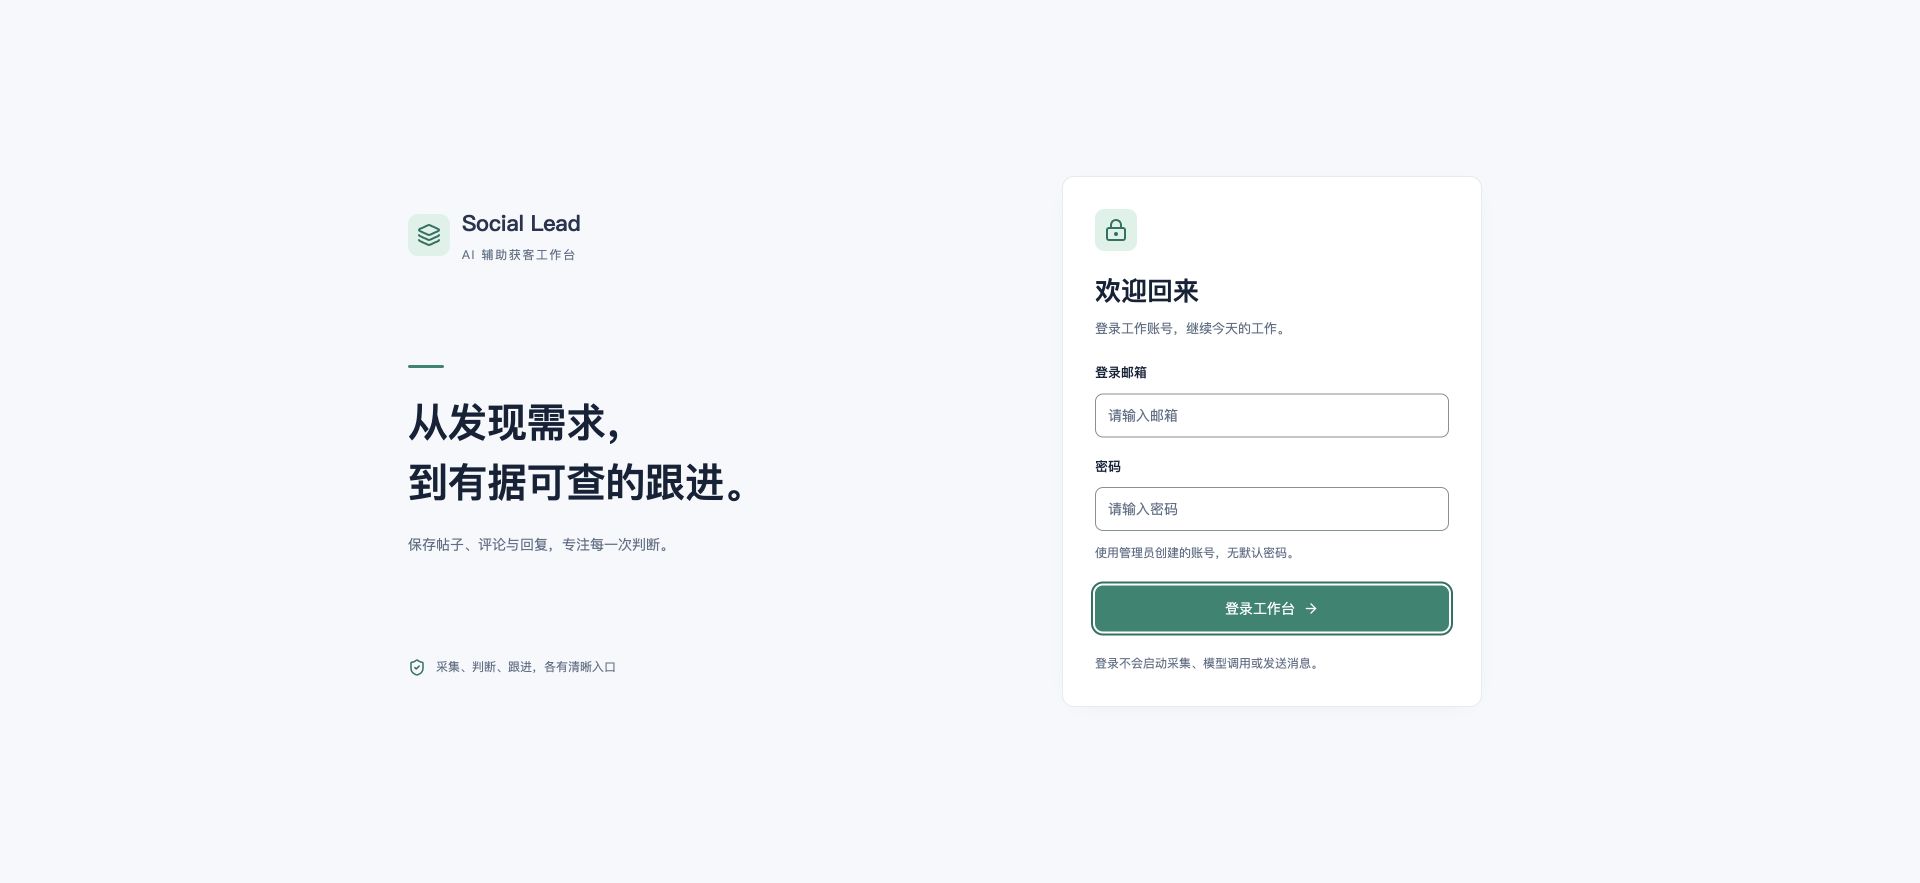 Social Lead
AI 辅助获客工作台
从发现需求，
到有据可查的跟进。
保存帖子、评论与回复，专注每一次判断。
采集、判断、跟进，各有清晰入口
欢迎回来
登录工作账号，继续今天的工作。
登录邮箱
请输入邮箱
密码
请输入密码
使用管理员创建的账号，无默认密码。
登录工作台 →
登录不会启动采集、模型调用或发送消息。